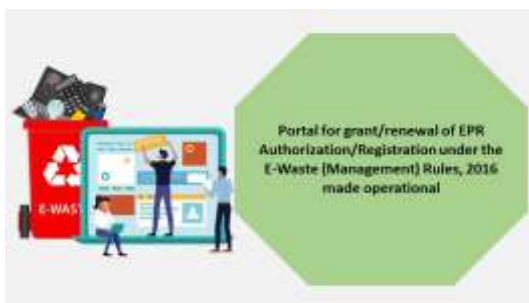 Portal for grant/renewal of EPR
Authorization/Registration under the
E-Waste (Management) Rules, 2016
made operational
E-WAST